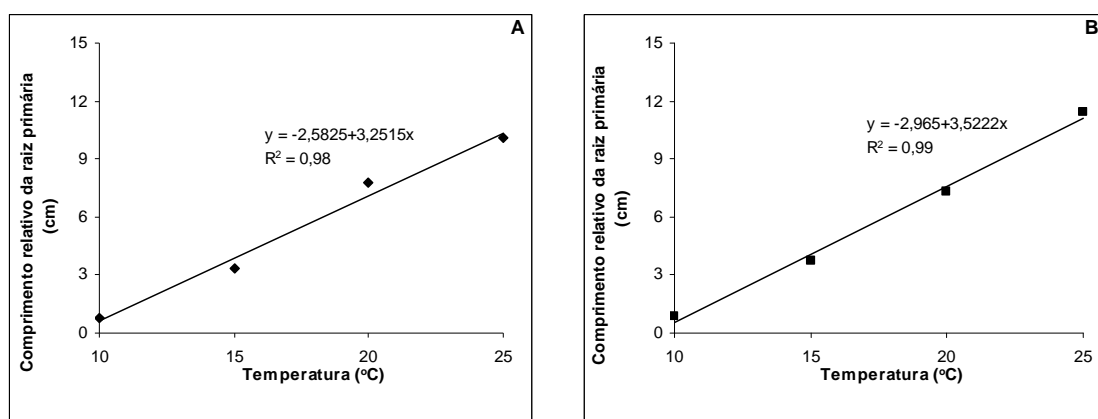 A
Comprimento relativo da raiz primária
(cm)
15
12
9
6
3
0
y = -2,5825+3,2515x
R² = 0,98
10
15
20
25
Temperatura (ºC)
B
Comprimento relativo da raiz primária
(cm)
15
12
9
6
3
0
y = -2,965+3,5222x
R² = 0,99
10
15
20
25
Temperatura (ºC)